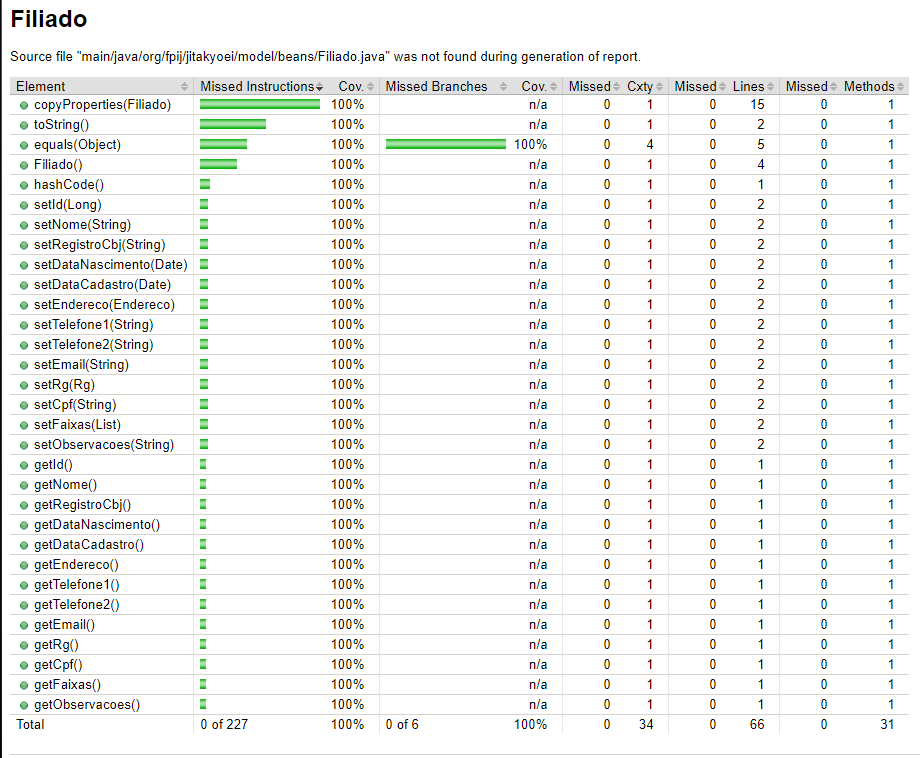 Filiado
Source file "main/java/org/fpij/jitakyoei/model/beans/Filiado.java" was not found during generation of report.
Element Missed Instructions Cov. Missed Branches Cov. Missed Cxty Missed Lines Missed Methods
copyProperties(Filiado) 100% n/a 0 1 0 15 0 1
toString() 100% n/a 0 1 0 2 0 1
equals(Object) 100% 100% 0 4 0 5 0 1
Filiado() 100% n/a 0 1 0 4 0 1
hashCode() 100% n/a 0 1 0 1 0 1
setId(Long) 100% n/a 0 1 0 2 0 1
setNome(String) 100% n/a 0 1 0 2 0 1
setRegistroCbj(String) 100% n/a 0 1 0 2 0 1
setDataNascimento(Date) 100% n/a 0 1 0 2 0 1
setDataCadastro(Date) 100% n/a 0 1 0 2 0 1
setEndereco(Endereco) 100% n/a 0 1 0 2 0 1
setTelefone1(String) 100% n/a 0 1 0 2 0 1
setTelefone2(String) 100% n/a 0 1 0 2 0 1
setEmail(String) 100% n/a 0 1 0 2 0 1
setRg(Rg) 100% n/a 0 1 0 2 0 1
setCpf(String) 100% n/a 0 1 0 2 0 1
setFaixas(List) 100% n/a 0 1 0 2 0 1
setObservacoes(String) 100% n/a 0 1 0 2 0 1
getId() 100% n/a 0 1 0 1 0 1
getNome() 100% n/a 0 1 0 1 0 1
getRegistroCbj() 100% n/a 0 1 0 1 0 1
getDataNascimento() 100% n/a 0 1 0 1 0 1
getDataCadastro() 100% n/a 0 1 0 1 0 1
getEndereco() 100% n/a 0 1 0 1 0 1
getTelefone1() 100% n/a 0 1 0 1 0 1
getTelefone2() 100% n/a 0 1 0 1 0 1
getEmail() 100% n/a 0 1 0 1 0 1
getRg() 100% n/a 0 1 0 1 0 1
getCpf() 100% n/a 0 1 0 1 0 1
getFaixas() 100% n/a 0 1 0 1 0 1
getObservacoes() 100% n/a 0 1 0 1 0 1
Total 0 of 227 100% 0 of 6 100% 0 34 0 66 0 31